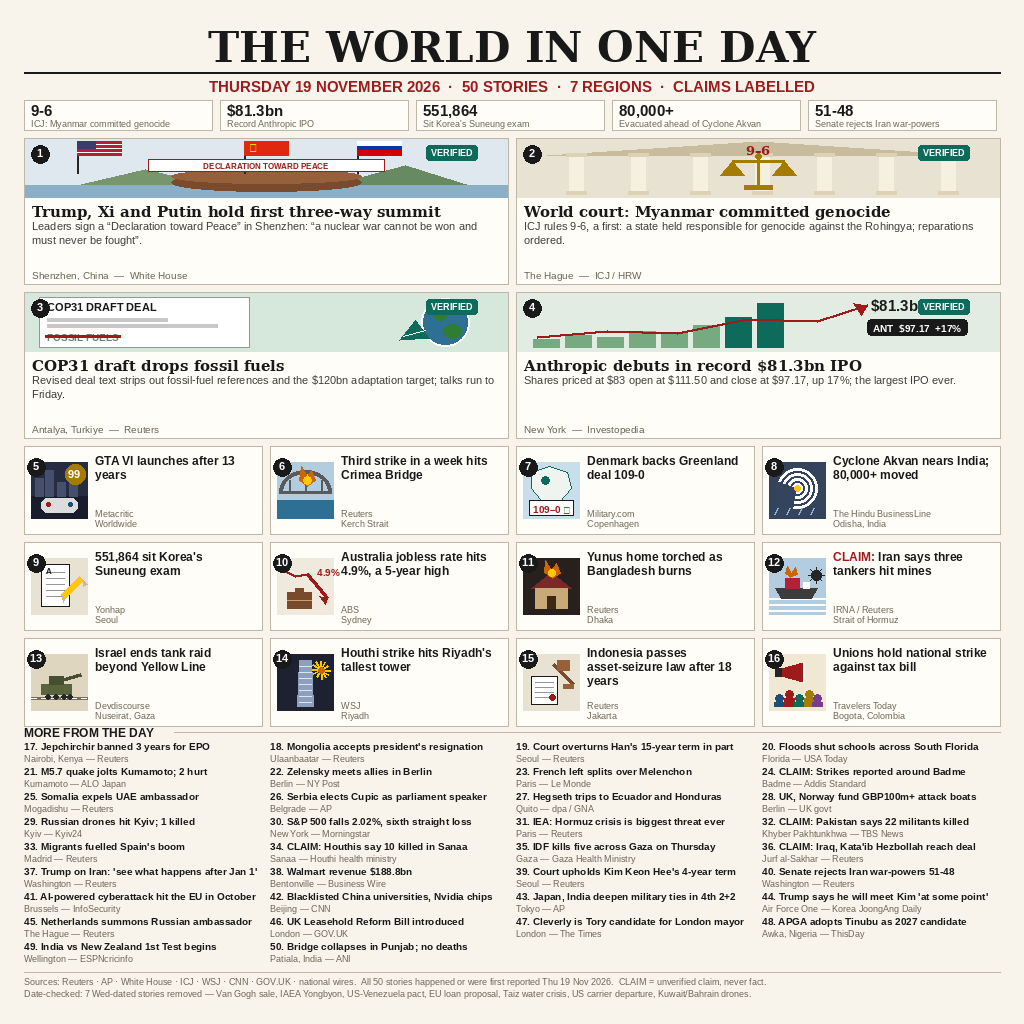 THE WORLD IN ONE DAY
THURSDAY 19 NOVEMBER 2026 · 50 STORIES · 7 REGIONS · CLAIMS LABELLED
9-6
ICJ: Myanmar committed genocide
$81.3bn
Record Anthropic IPO
551,864
Sit Korea's Suneung exam
80,000+
Evacuated ahead of Cyclone Akvan
51-48
Senate rejects Iran war-powers
1
DECLARATION TOWARD PEACE
VERIFIED
Trump, Xi and Putin hold first three-way summit
Leaders sign a “Declaration toward Peace” in Shenzhen: “a nuclear war cannot be won and
must never be fought”.
Shenzhen, China — White House
2
9-6
VERIFIED
World court: Myanmar committed genocide
ICJ rules 9-6, a first: a state held responsible for genocide against the Rohingya; reparations
ordered.
The Hague — ICJ / HRW
3
COP31 DRAFT DEAL
FOSSIL FUELS
VERIFIED
COP31 draft drops fossil fuels
Revised deal text strips out fossil-fuel references and the $120bn adaptation target; talks run to
Friday.
Antalya, Turkiye — Reuters
4
$81.3b
VERIFIED
ANT $97.17 +17%
Anthropic debuts in record $81.3bn IPO
Shares priced at $83 open at $111.50 and close at $97.17, up 17%; the largest IPO ever.
New York — Investopedia
5
99
GTA VI launches after 13
years
Metacritic
Worldwide
6
Third strike in a week hits
Crimea Bridge
Reuters
Kerch Strait
7
109–0
Denmark backs Greenland
deal 109-0
Military.com
Copenhagen
8
Cyclone Akvan nears India;
80,000+ moved
The Hindu BusinessLine
Odisha, India
9
A
551,864 sit Korea's
Suneung exam
Yonhap
Seoul
10
4.9%
Australia jobless rate hits
4.9%, a 5-year high
ABS
Sydney
11
Yunus home torched as
Bangladesh burns
Reuters
Dhaka
12
CLAIM: Iran says three
tankers hit mines
IRNA / Reuters
Strait of Hormuz
13
Israel ends tank raid
beyond Yellow Line
Devdiscourse
Nuseirat, Gaza
14
Houthi strike hits Riyadh's
tallest tower
WSJ
Riyadh
15
Indonesia passes
asset-seizure law after 18
years
Reuters
Jakarta
16
Unions hold national strike
against tax bill
Travelers Today
Bogota, Colombia
MORE FROM THE DAY
17. Jepchirchir banned 3 years for EPO
Nairobi, Kenya — Reuters
18. Mongolia accepts president's resignation
Ulaanbaatar — Reuters
19. Court overturns Han's 15-year term in part
Seoul — Reuters
20. Floods shut schools across South Florida
Florida — USA Today
21. M5.7 quake jolts Kumamoto; 2 hurt
Kumamoto — ALO Japan
22. Zelensky meets allies in Berlin
Berlin — NY Post
23. French left splits over Melenchon
Paris — Le Monde
24. CLAIM: Strikes reported around Badme
Badme — Addis Standard
25. Somalia expels UAE ambassador
Mogadishu — Reuters
26. Serbia elects Cupic as parliament speaker
Belgrade — AP
27. Hegseth trips to Ecuador and Honduras
Quito — dpa / GNA
28. UK, Norway fund GBP100m+ attack boats
Berlin — UK govt
29. Russian drones hit Kyiv; 1 killed
Kyiv — Kyiv24
30. S&P 500 falls 2.02%, sixth straight loss
New York — Morningstar
31. IEA: Hormuz crisis is biggest threat ever
Paris — Reuters
32. CLAIM: Pakistan says 22 militants killed
Khyber Pakhtunkhwa — TBS News
33. Migrants fuelled Spain's boom
Madrid — Reuters
34. CLAIM: Houthis say 10 killed in Sanaa
Sanaa — Houthi health ministry
35. IDF kills five across Gaza on Thursday
Gaza — Gaza Health Ministry
36. CLAIM: Iraq, Kata'ib Hezbollah reach deal
Jurf al-Sakhar — Reuters
37. Trump on Iran: 'see what happens after Jan 1'
Washington — Reuters
38. Walmart revenue $188.8bn
Bentonville — Business Wire
39. Court upholds Kim Keon Hee's 4-year term
Seoul — Reuters
40. Senate rejects Iran war-powers 51-48
Washington — Reuters
41. AI-powered cyberattack hit the EU in October
Brussels — InfoSecurity
42. Blacklisted China universities, Nvidia chips
Beijing — CNN
43. Japan, India deepen military ties in 4th 2+2
Tokyo — AP
44. Trump says he will meet Kim 'at some point'
Air Force One — Korea JoongAng Daily
45. Netherlands summons Russian ambassador
The Hague — Reuters
46. UK Leasehold Reform Bill introduced
London — GOV.UK
47. Cleverly is Tory candidate for London mayor
London — The Times
48. APGA adopts Tinubu as 2027 candidate
Awka, Nigeria — ThisDay
49. India vs New Zealand 1st Test begins
Wellington — ESPNcricinfo
50. Bridge collapses in Punjab; no deaths
Patiala, India — ANI
Sources: Reuters · AP · White House · ICJ · WSJ · CNN · GOV.UK · national wires. All 50 stories happened or were first reported Thu 19 Nov 2026. CLAIM = unverified claim, never fact.
Date-checked: 7 Wed-dated stories removed — Van Gogh sale, IAEA Yongbyon, US-Venezuela pact, EU loan proposal, Taiz water crisis, US carrier departure, Kuwait/Bahrain drones.